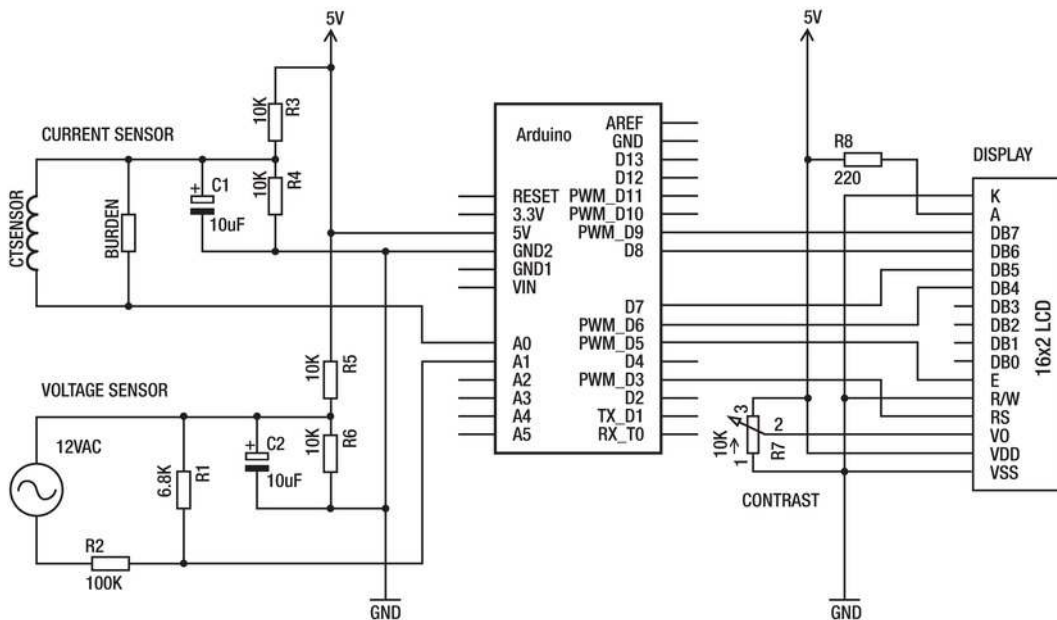 5V
10K
R3
CURRENT SENSOR
CTSENSOR
BURDEN
+
C1
10uF
10K
R4
10K
R5
VOLTAGE SENSOR
12VAC
6.8K
R1
+
C2
10uF
10K
R6
R2
100K
GND
Arduino
RESET
3.3V
5V
GND2
GND1
VIN
A0
A1
A2
A3
A4
A5
AREF
GND
D13
D12
PWM_D11
PWM_D10
PWM_D9
D8
D7
PWM_D6
PWM_D5
D4
PWM_D3
D2
TX_D1
RX_T0
5V
R8
220
10K
3
2
1
R7
CONTRAST
GND
DISPLAY
K
A
DB7
DB6
DB5
DB4
DB3
DB2
DB1
DB0
E
R/W
RS
VO
VDD
VSS
16x2 LCD